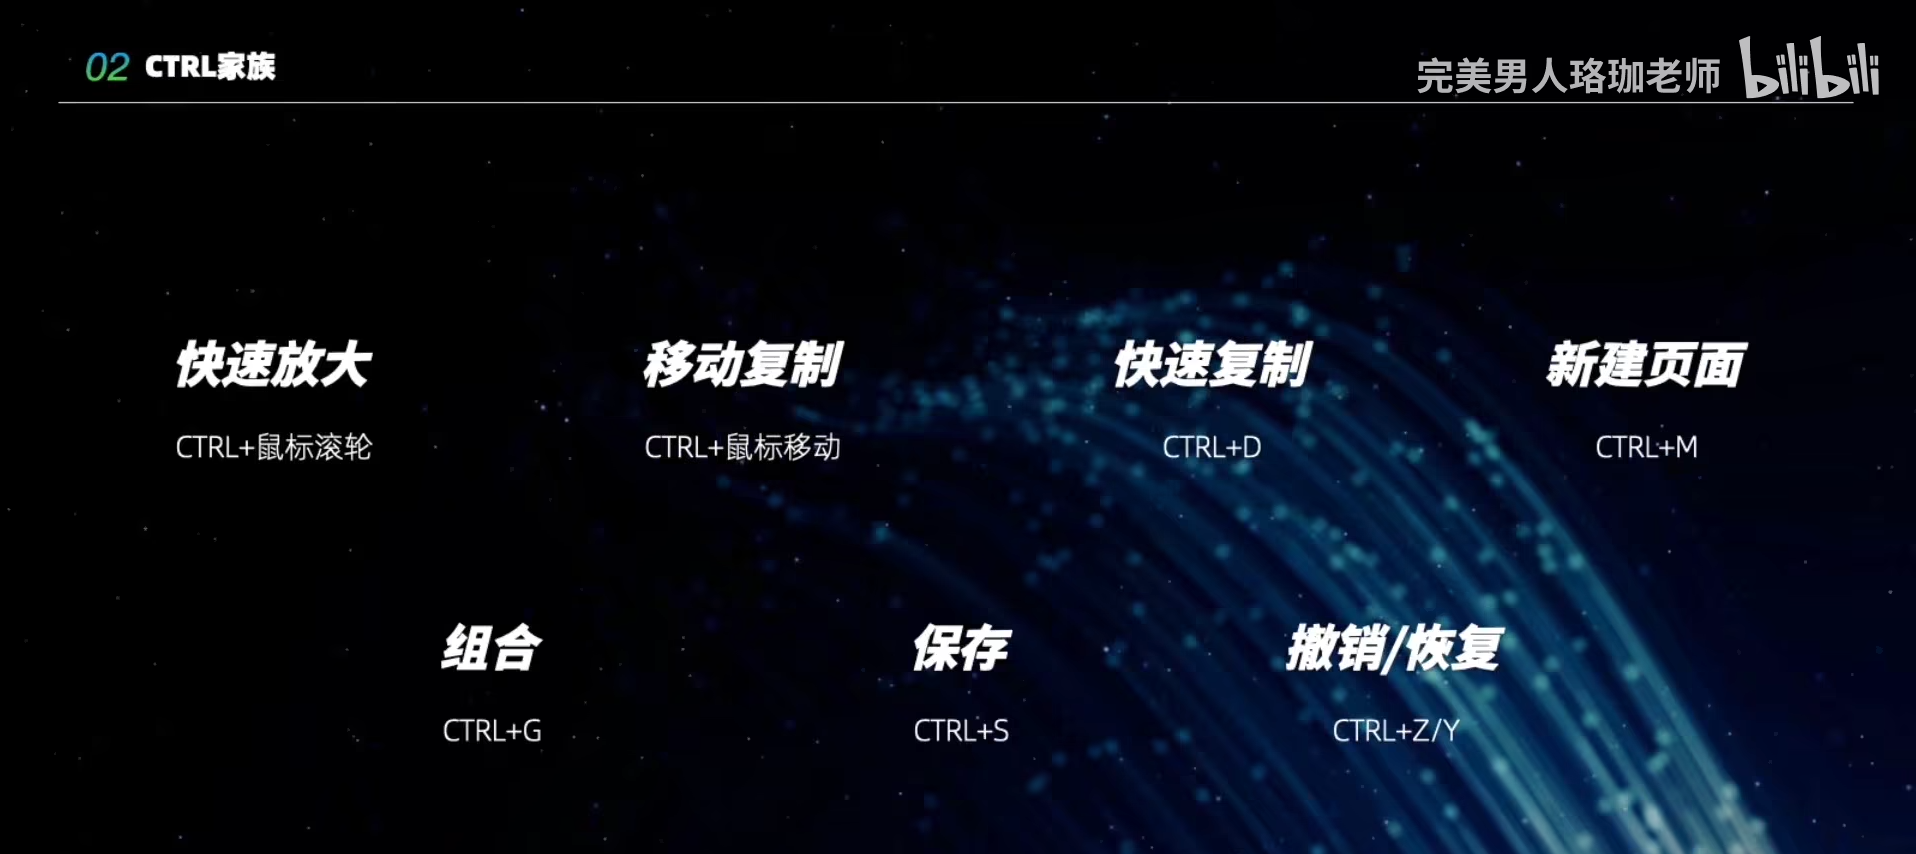 02 CTRL家族
完美男人珞珈老师 bilibili
快速放大
CTRL+鼠标滚轮
移动复制
CTRL+鼠标移动
快速复制
CTRL+D
新建页面
CTRL+M
组合
CTRL+G
保存
CTRL+S
撤销/恢复
CTRL+Z/Y